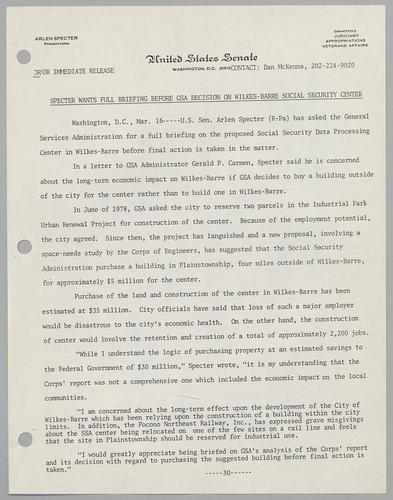 ARLEN SPECTER
PENNSYLVANIA
COMMITTEES
JUDICIARY
APPROPRIATIONS
VETERANS' AFFAIRS
United States Senate
WASHINGTON, D.C. 20510
FOR IMMEDIATE RELEASE
CONTACT: Dan McKenna, 202-224-9020
SPECTER WANTS FULL BRIEFING BEFORE GSA DECISION ON WILKES-BARRE SOCIAL SECURITY CENTER
Washington, D.C., Mar. 16-----U.S. Sen. Arlen Specter (R-Pa) has asked the General
Services Administration for a full briefing on the proposed Social Security Data Processing
Center in Wilkes-Barre before final action is taken in the matter.
In a letter to GSA Administrator Gerald P. Carmen, Specter said he is concerned
about the long-term economic impact on Wilkes-Barre if GSA decides to buy a building outside
of the city for the center rather than to build one in Wilkes-Barre.
In June of 1978, GSA asked the city to reserve two parcels in the Industrial Park
Urban Renewal Project for construction of the center. Because of the employment potential,
the city agreed. Since then, the project has languished and a new proposal, involving a
space-needs study by the Corps of Engineers, has suggested that the Social Security
Administration purchase a building in Plainstownship, four miles outside of Wilkes-Barre,
for approximately $5 million for the center.
Purchase of the land and construction of the center in Wilkes-Barre has been
estimated at $35 million. City officials have said that loss of such a major employer
would be disastrous to the city's economic health. On the other hand, the construction
of center would involve the retention and creation of a total of approximately 2,200 jobs.
"While I understand the logic of purchasing property at an estimated savings to
the Federal Government of $30 million," Specter wrote, "it is my understanding that the
Corps' report was not a comprehensive one which included the economic impact on the local
communities.
"I am concerned about the long-term effect upon the development of the City of
Wilkes-Barre which has been relying upon the construction of a building within the city
limits. In addition, the Pocono Northeast Railway, Inc., has expressed grave misgivings
about the SSA center being relocated on one of the few sites on a rail line and feels
that the site in Plainstownship should be reserved for industrial use.
"I would greatly appreciate being briefed on GSA's analysis of the Corps' report
and its decision with regard to purchasing the suggested building before final action is
taken."
-----30-----